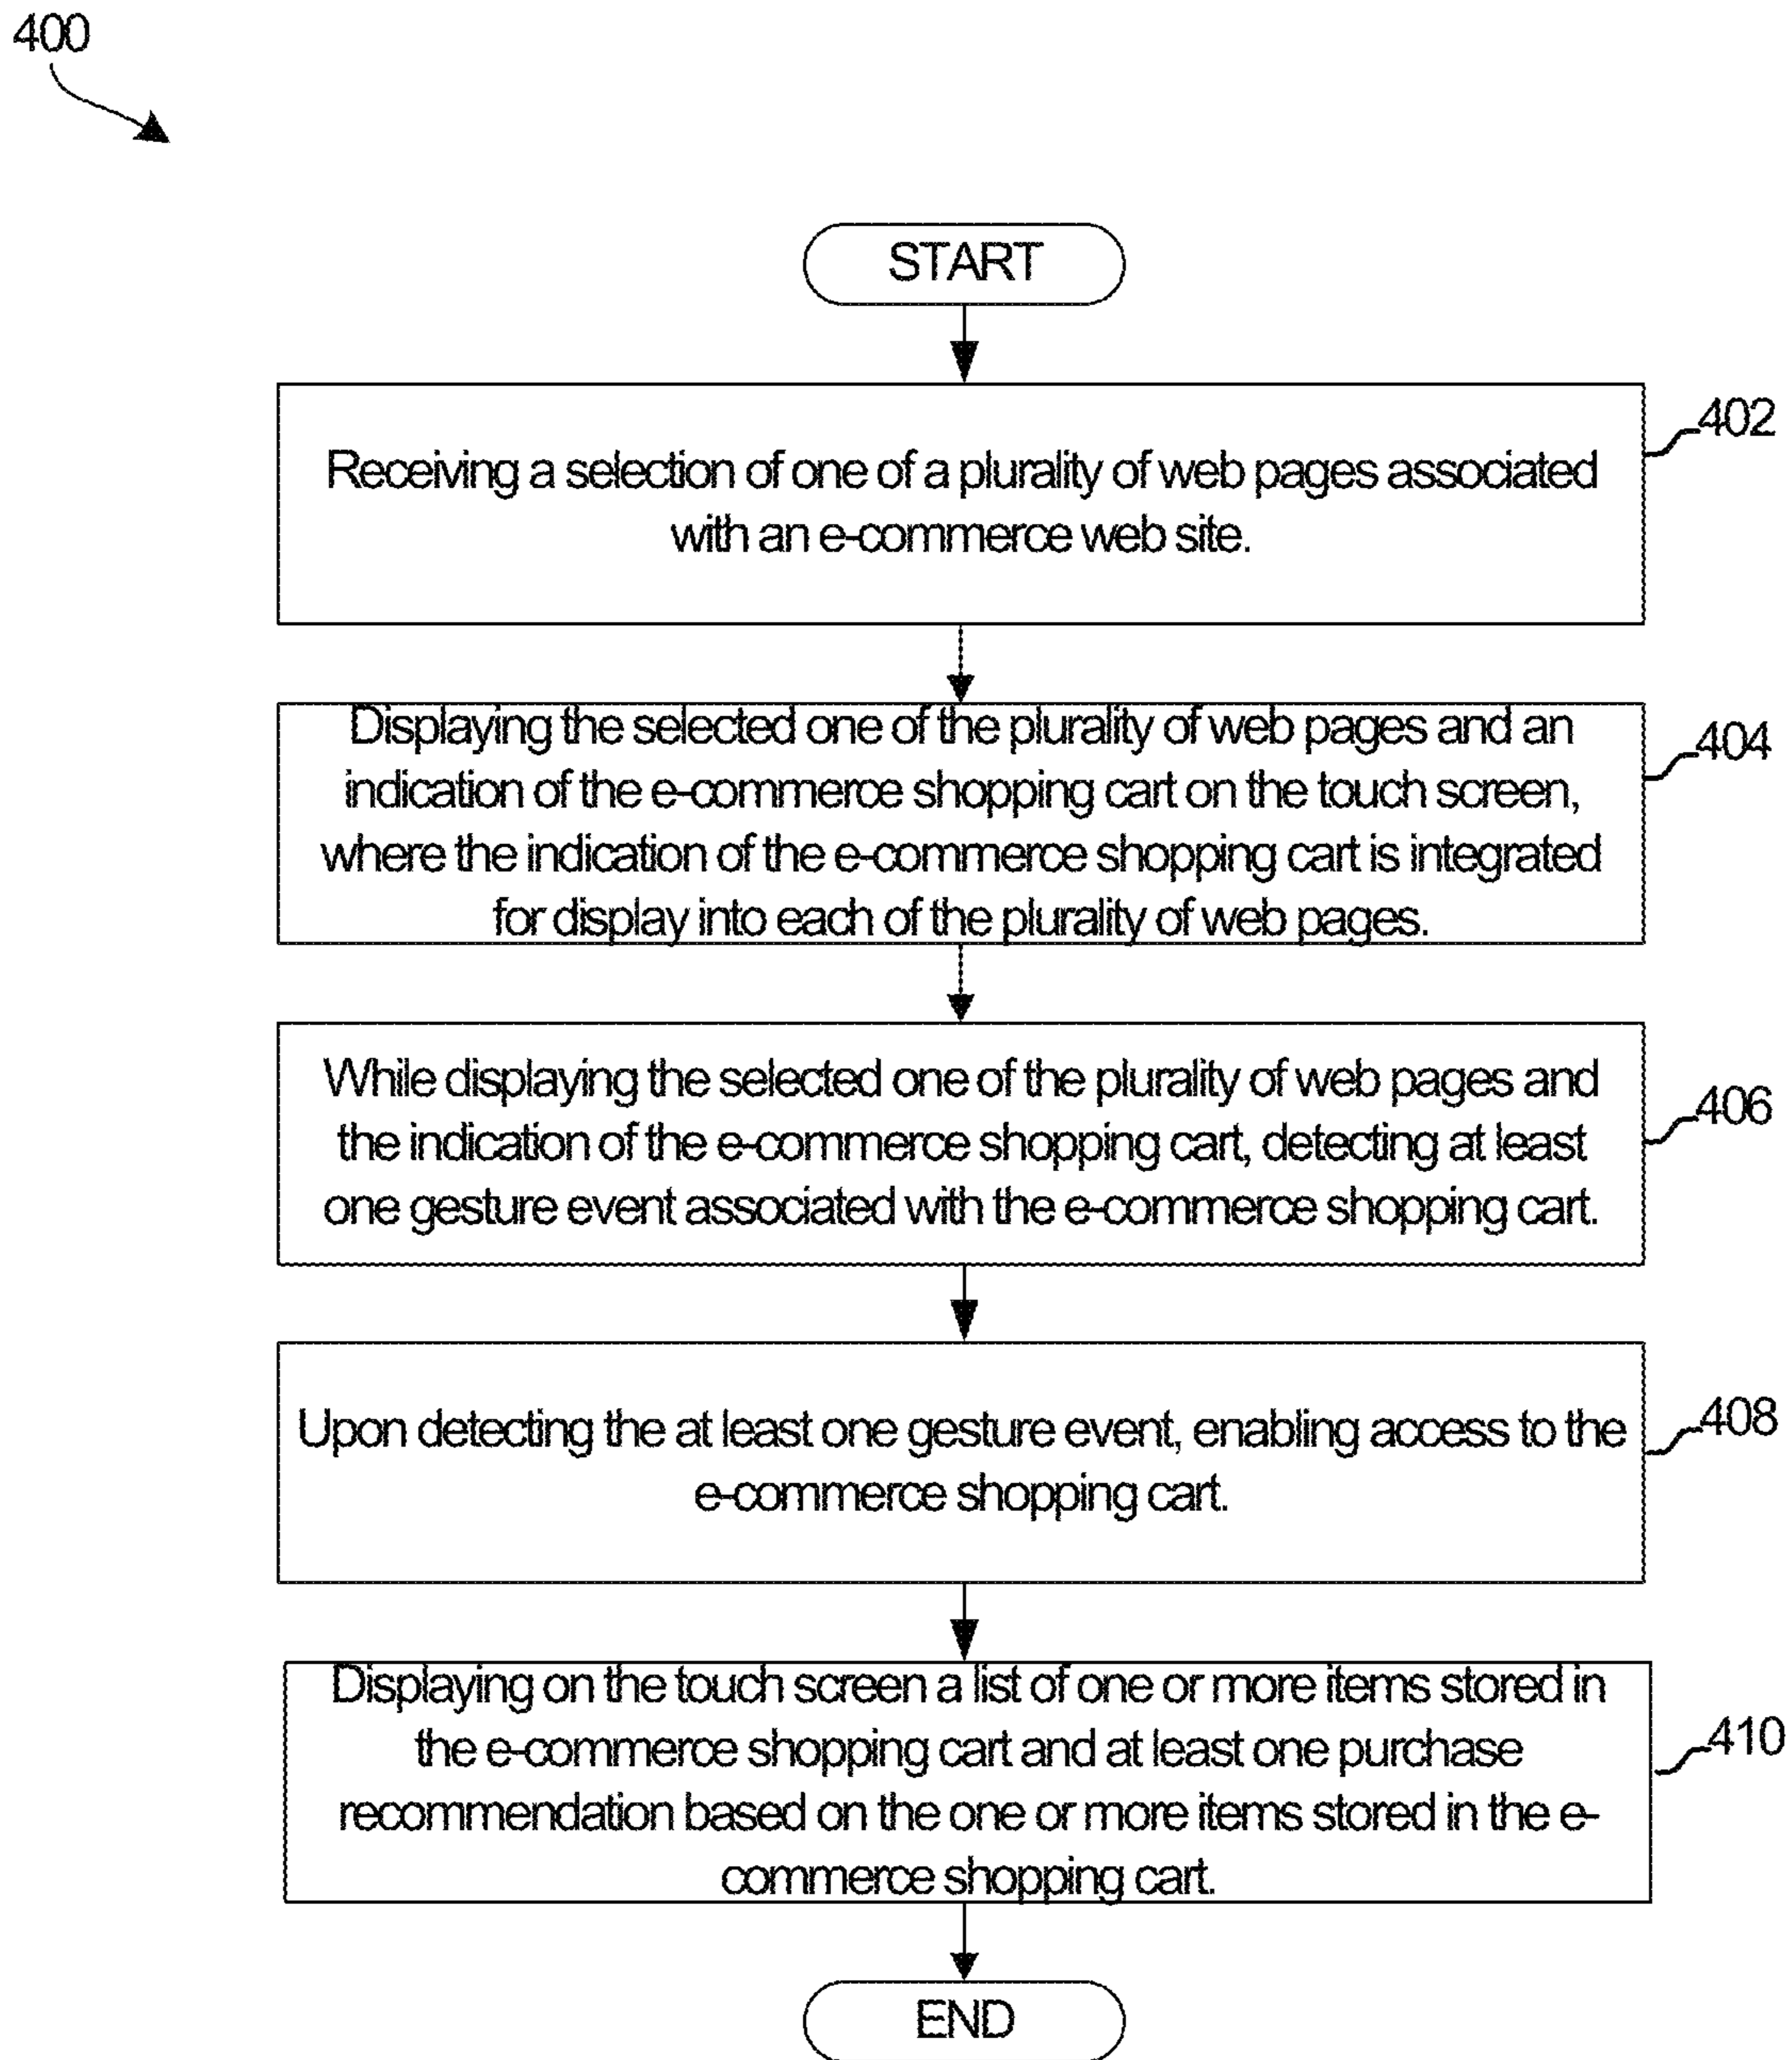 400
START
402
Receiving a selection of one of a plurality of web pages associated
with an e-commerce web site.
404
Displaying the selected one of the plurality of web pages and an
indication of the e-commerce shopping cart on the touch screen,
where the indication of the e-commerce shopping cart is integrated
for display into each of the plurality of web pages.
406
While displaying the selected one of the plurality of web pages and
the indication of the e-commerce shopping cart, detecting at least
one gesture event associated with the e-commerce shopping cart.
408
Upon detecting the at least one gesture event, enabling access to the
e-commerce shopping cart.
410
Displaying on the touch screen a list of one or more items stored in
the e-commerce shopping cart and at least one purchase
recommendation based on the one or more items stored in the e-
commerce shopping cart.
END